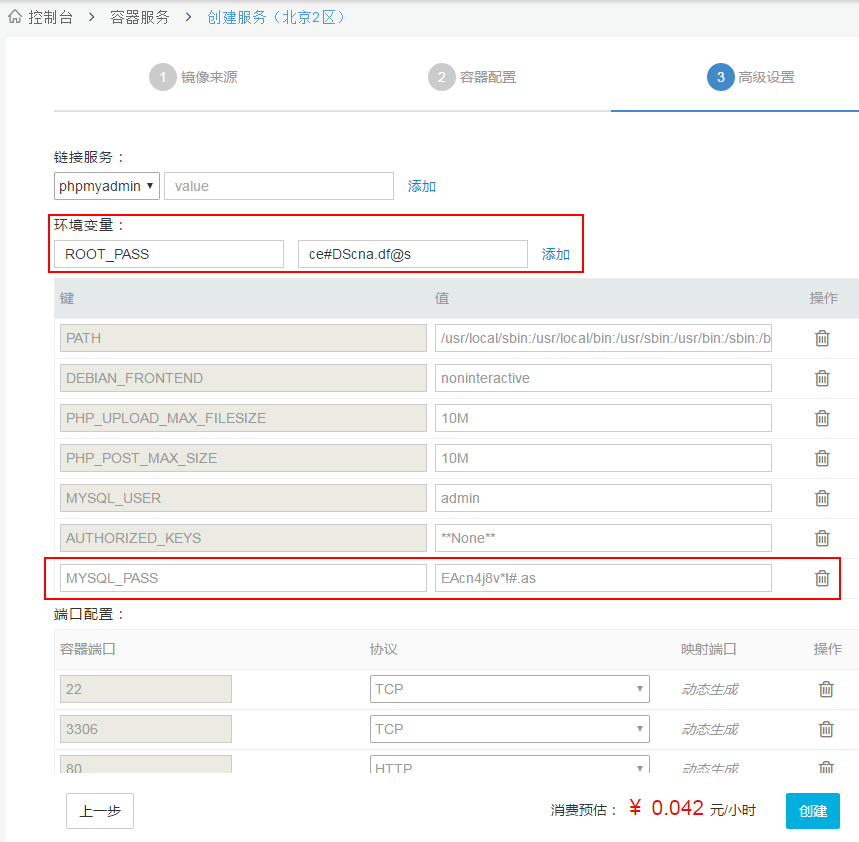 控制台 > 容器服务 > 创建服务（北京2区）
1 镜像来源 2 容器配置 3 高级设置
链接服务：
phpmyadmin value 添加
环境变量：
ROOT_PASS ce#DScna.df@s 添加
键 值 操作
PATH /usr/local/sbin:/usr/local/bin:/usr/sbin:/usr/bin:/sbin:/b
DEBIAN_FRONTEND noninteractive
PHP_UPLOAD_MAX_FILESIZE 10M
PHP_POST_MAX_SIZE 10M
MYSQL_USER admin
AUTHORIZED_KEYS **None**
MYSQL_PASS EAcn4j8v*!#.as
端口配置：
容器端口 协议 映射端口 操作
22 TCP 动态生成
3306 TCP 动态生成
80 HTTP 动态生成
上一步 消费预估： ¥ 0.042 元/小时 创建